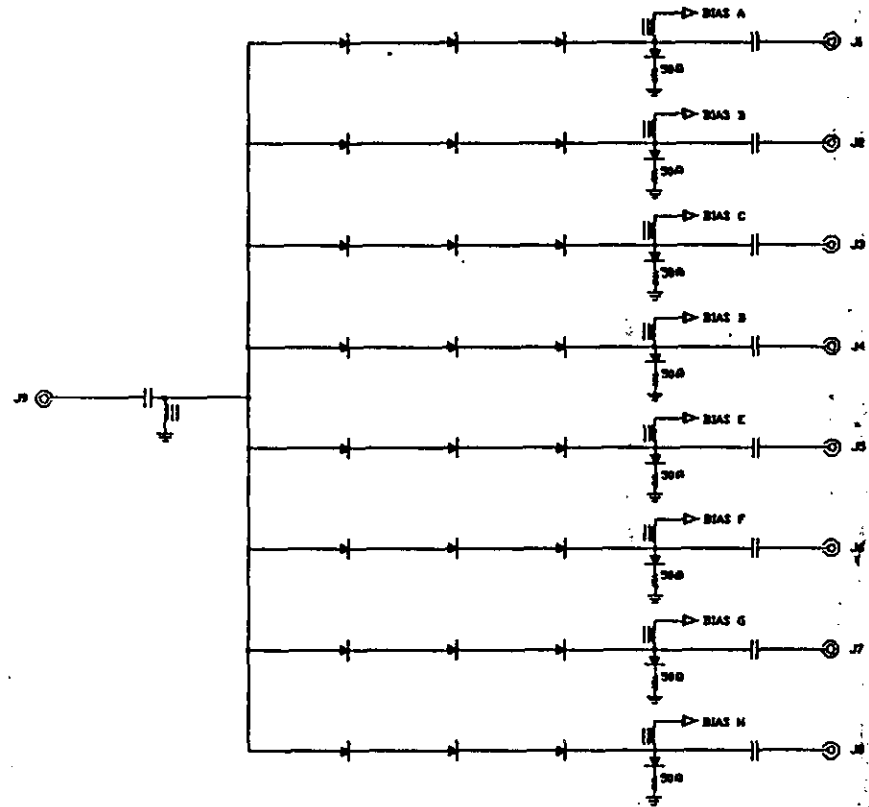 BIAS A
J1
50Ω
BIAS B
J2
50Ω
BIAS C
J3
50Ω
BIAS D
J4
50Ω
J9
BIAS E
J5
50Ω
BIAS F
J6
50Ω
BIAS G
J7
50Ω
BIAS H
J8
50Ω